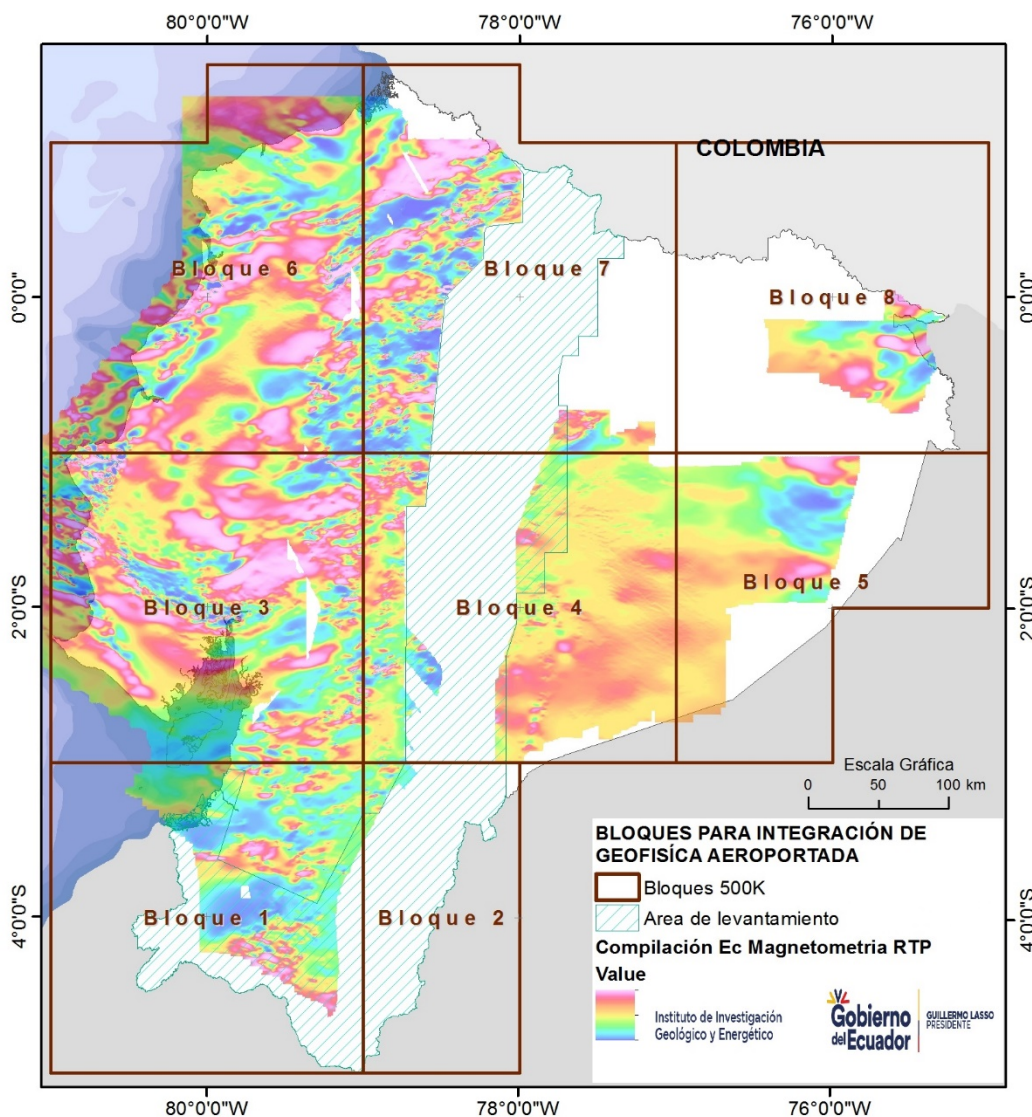 80°0'0"W 78°0'0"W 76°0'0"W
COLOMBIA
Bloque 6
Bloque 7
Bloque 8
0°0'0"
0°0'0"
Bloque 3
Bloque 4
Bloque 5
2°0'0"S
2°0'0"S
Bloque 1
Bloque 2
4°0'0"S
4°0'0"S
Escala Gráfica
0 50 100 km
BLOQUES PARA INTEGRACIÓN DE
GEOFISÍCA AEROPORTADA
Bloques 500K
Area de levantamiento
Compilación Ec Magnetometria RTP
Value
Instituto de Investigación
Geológico y Energético
Gobierno
del Ecuador
GUILLERMO LASSO
PRESIDENTE
80°0'0"W 78°0'0"W 76°0'0"W